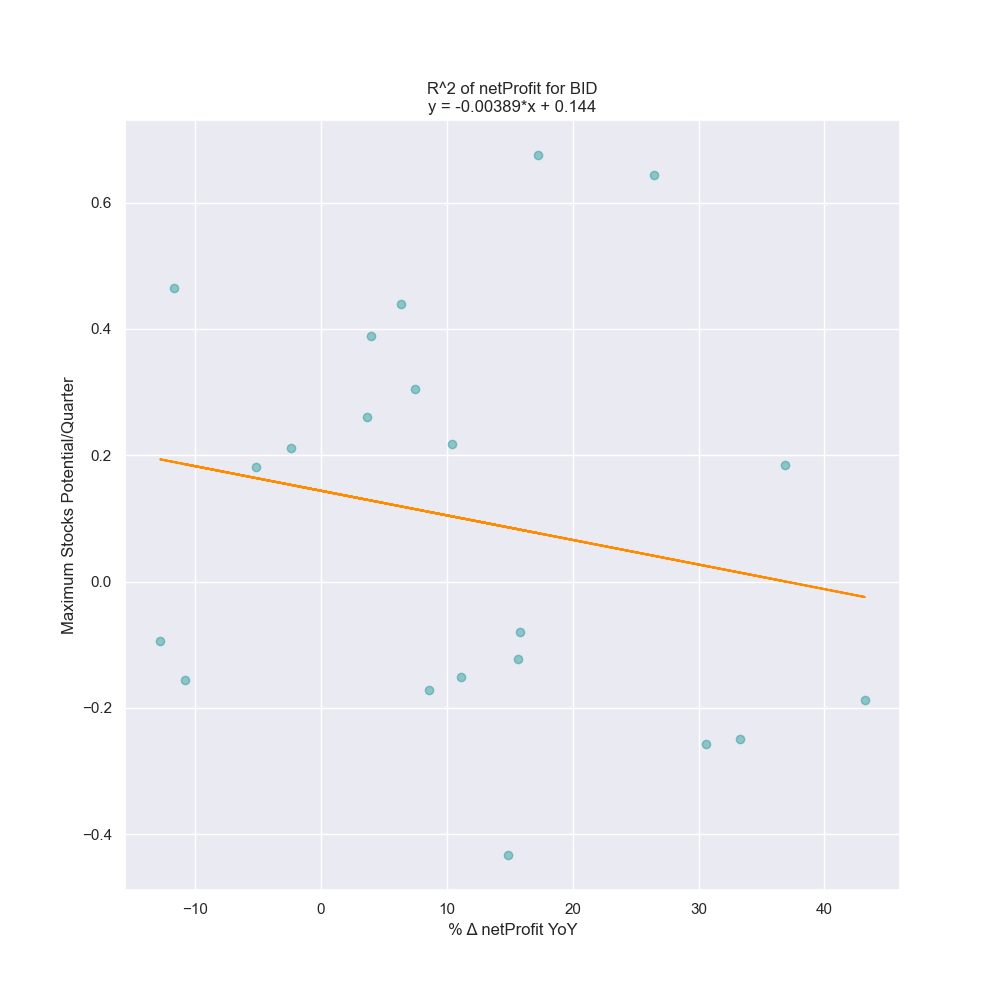 R^2 of netProfit for BID
y = -0.00389*x + 0.144
Maximum Stocks Potential/Quarter
0.6
0.4
0.2
0.0
−0.2
−0.4
−10 0 10 20 30 40
% Δ netProfit YoY